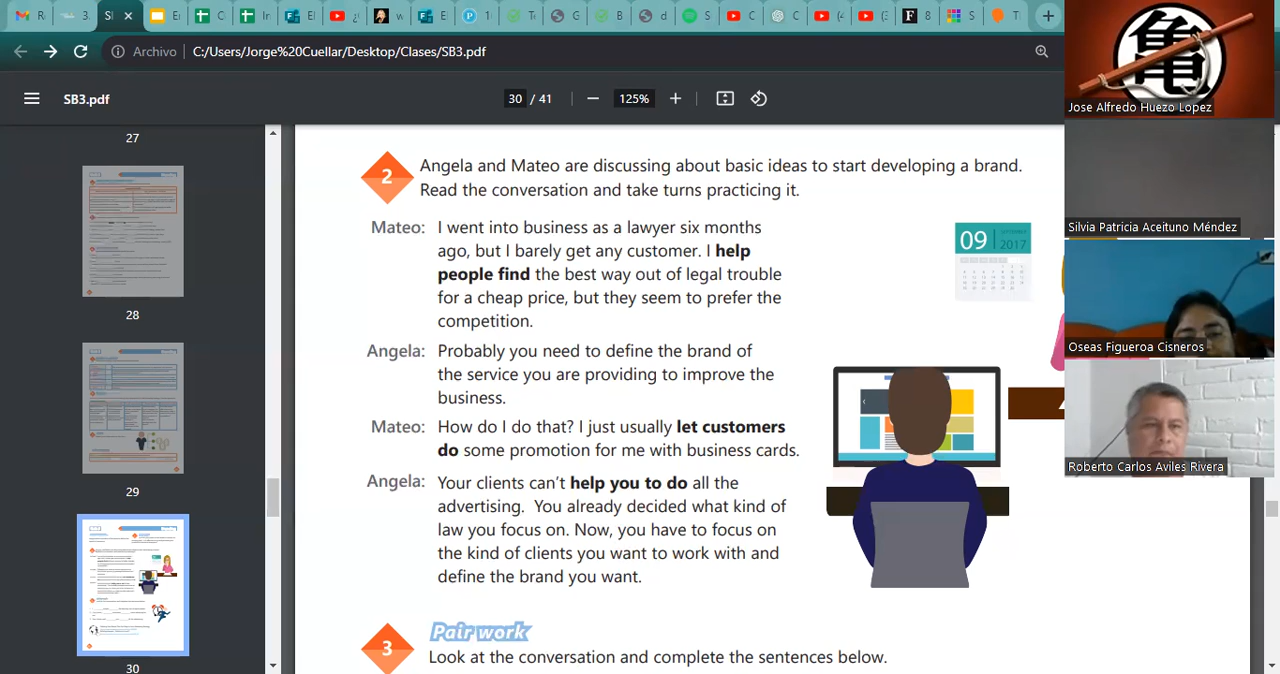 Archivo
C:/Users/Jorge%20Cuellar/Desktop/Clases/SB3.pdf
SB3.pdf
30 / 41
125%
27
28
29
30
2
Angela and Mateo are discussing about basic ideas to start developing a brand.
Read the conversation and take turns practicing it.
Mateo: I went into business as a lawyer six months
ago, but I barely get any customer. I help
people find the best way out of legal trouble
for a cheap price, but they seem to prefer the
competition.
Angela: Probably you need to define the brand of
the service you are providing to improve the
business.
Mateo: How do I do that? I just usually let customers
do some promotion for me with business cards.
Angela: Your clients can't help you to do all the
advertising. You already decided what kind of
law you focus on. Now, you have to focus on
the kind of clients you want to work with and
define the brand you want.
09
2017
3
Pair work
Look at the conversation and complete the sentences below.
亀
Jose Alfredo Huezo Lopez
Silvia Patricia Aceituno Méndez
Oseas Figueroa Cisneros
Roberto Carlos Aviles Rivera